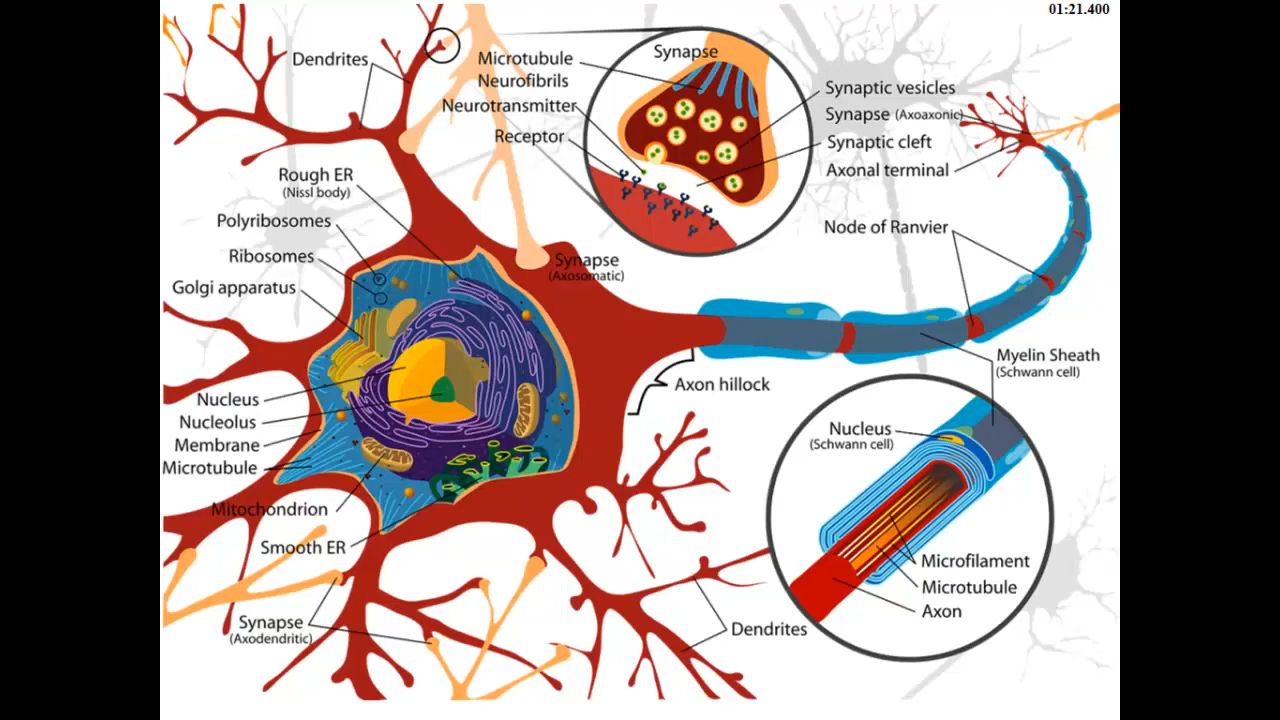 01:21.400
Dendrites
Microtubule
Neurofibrils
Neurotransmitter
Receptor
Synapse
Synaptic vesicles
Synapse (Axoaxonic)
Synaptic cleft
Axonal terminal
Rough ER
(Nissl body)
Polyribosomes
Ribosomes
Golgi apparatus
Synapse
(Axosomatic)
Node of Ranvier
Axon hillock
Myelin Sheath
(Schwann cell)
Nucleus
Nucleolus
Membrane
Microtubule
Mitochondrion
Smooth ER
Synapse
(Axodendritic)
Dendrites
Nucleus
(Schwann cell)
Microfilament
Microtubule
Axon